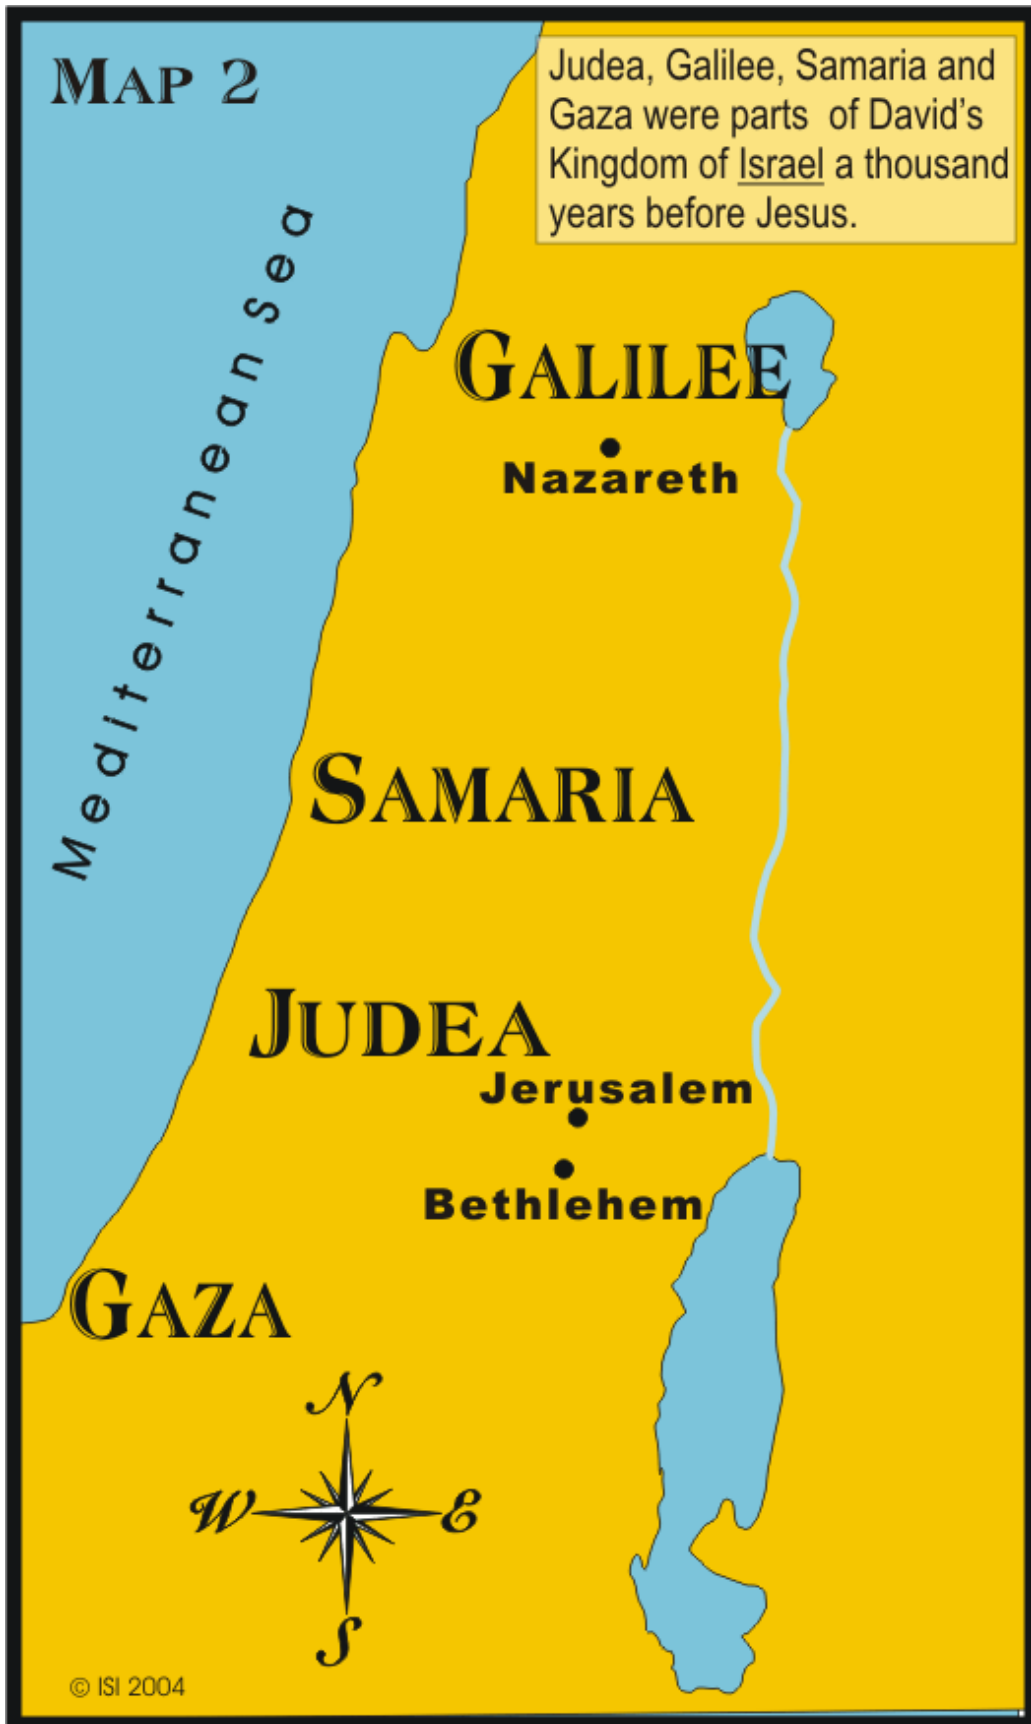 MAP 2
Judea, Galilee, Samaria and
Gaza were parts of David's
Kingdom of Israel a thousand
years before Jesus.
Mediterranean Sea
GALILEE
Nazareth
SAMARIA
JUDEA
Jerusalem
Bethlehem
GAZA
N
W E
S
© ISI 2004